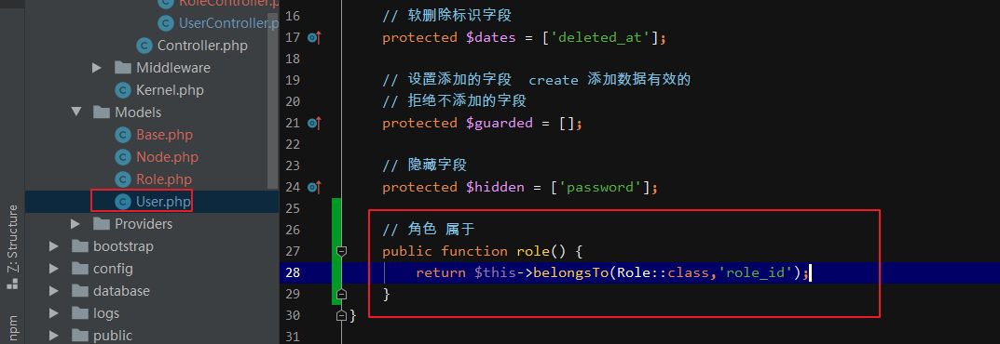 RoleController.p
UserController.p
Controller.php
Middleware
Kernel.php
Models
Base.php
Node.php
Role.php
User.php
Providers
bootstrap
config
database
logs
public
Z: Structure
npm
16 // 软删除标识字段
17 protected $dates = ['deleted_at'];
18
19 // 设置添加的字段 create 添加数据有效的
20 // 拒绝不添加的字段
21 protected $guarded = [];
22
23 // 隐藏字段
24 protected $hidden = ['password'];
25
26 // 角色 属于
27 public function role() {
28 return $this->belongsTo(Role::class,'role_id');
29 }
30 }
31